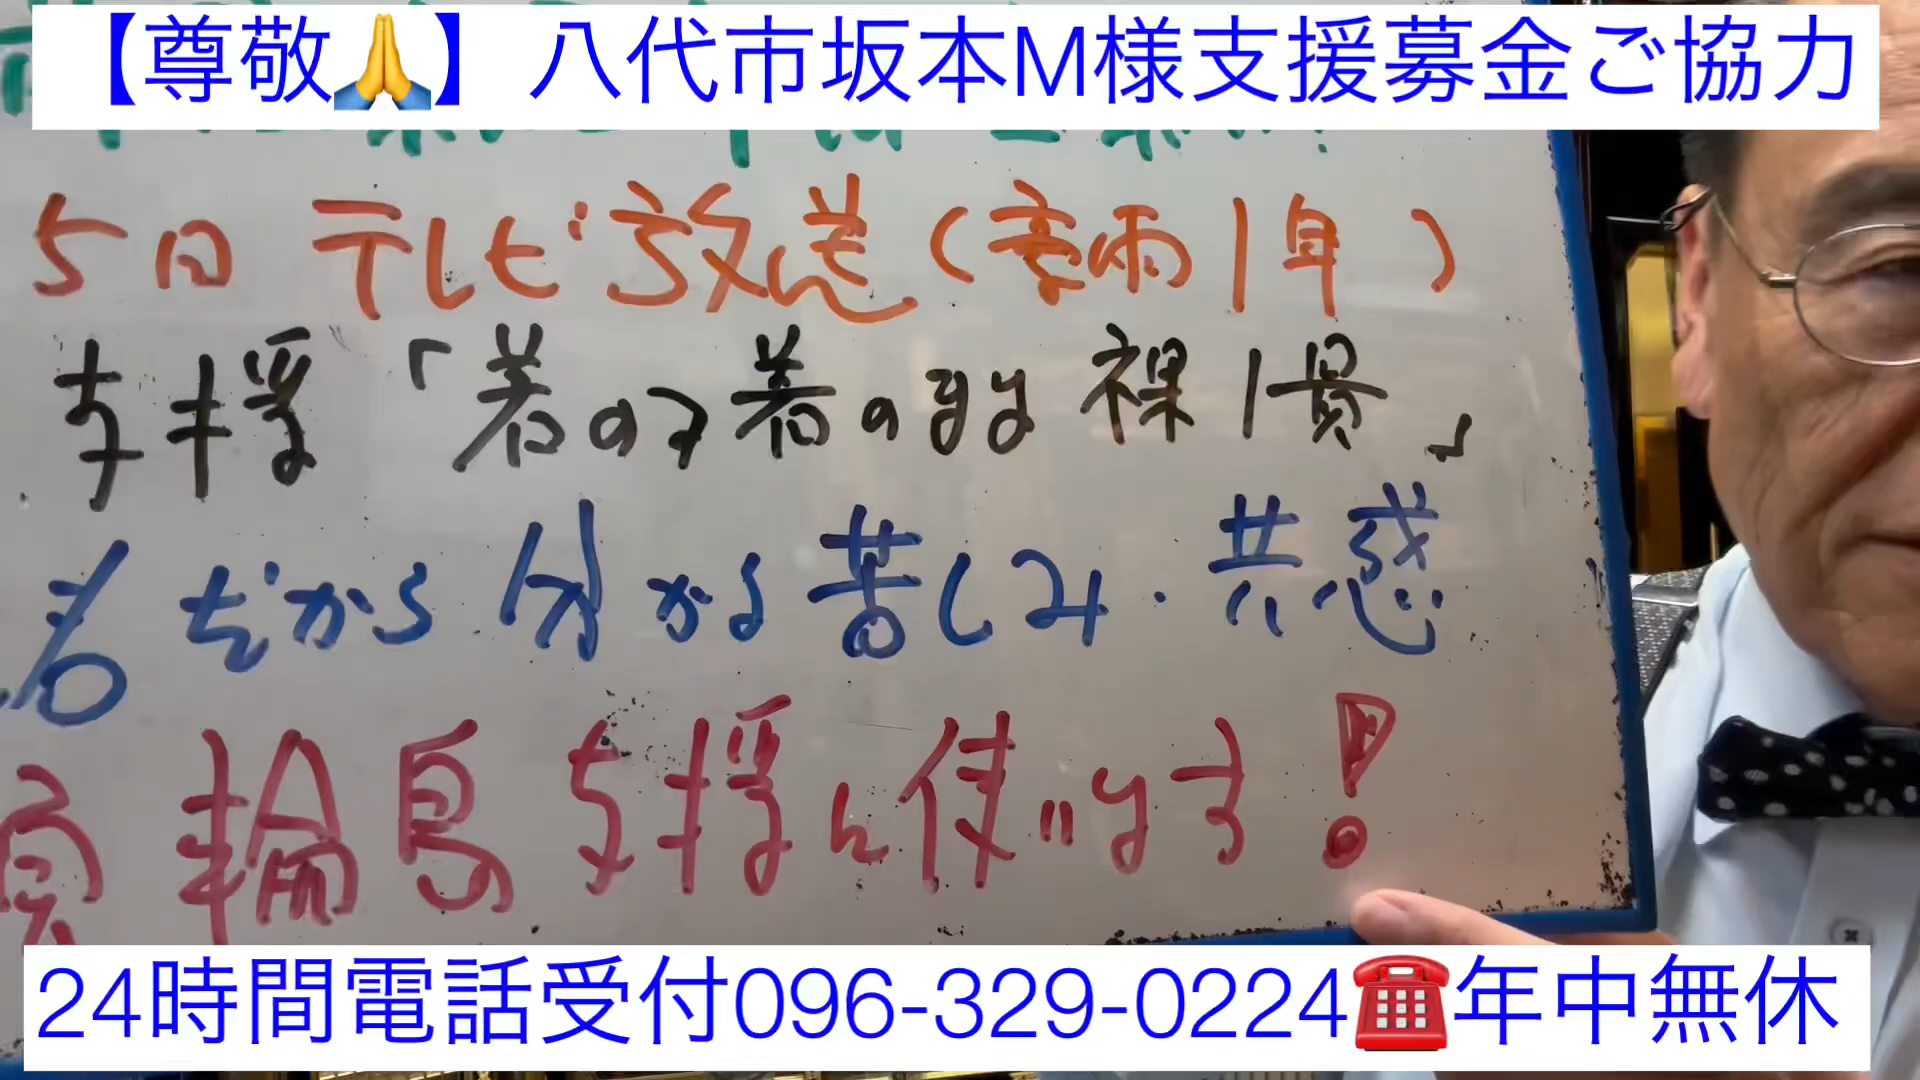 【尊敬🙏】 八代市坂本M様支援募金ご協力
5日 テレビ放送(豪雨1年)
支援「着のみ着のまま裸1貫」
だから分かる苦しみ・共感
輪島支援に使います!
24時間電話受付096-329-0224☎️年中無休